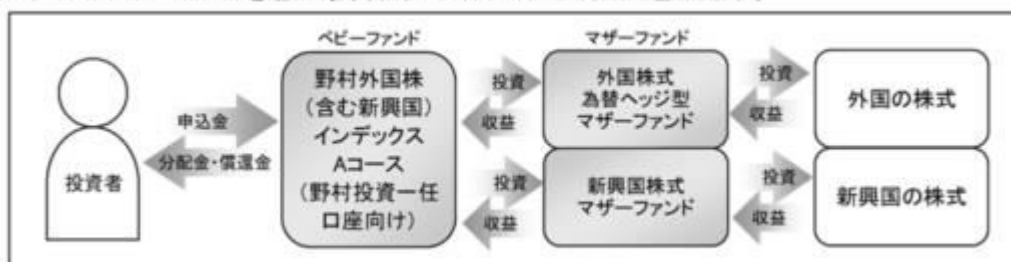 ベビーファンド
マザーファンド
投資者
申込金
分配金・償還金
野村外国株
(含む新興国)
インデックス
Aコース
(野村投資一任
口座向け)
投資
収益
投資
収益
外国株式
為替ヘッジ型
マザーファンド
新興国株式
マザーファンド
投資
収益
投資
収益
外国の株式
新興国の株式